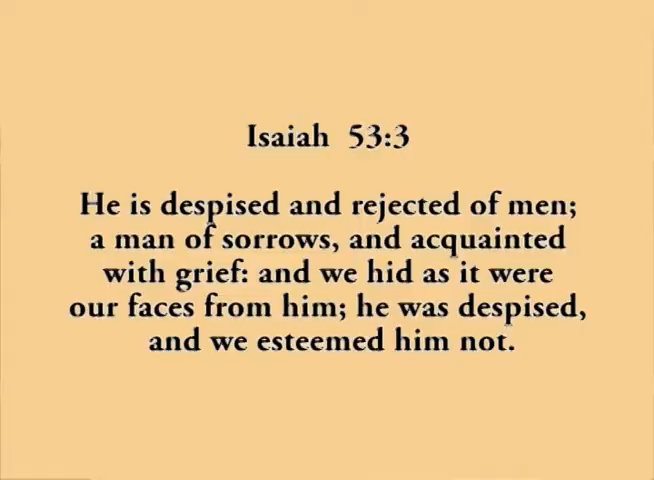 Isaiah 53:3
He is despised and rejected of men;
a man of sorrows, and acquainted
with grief: and we hid as it were
our faces from him; he was despised,
and we esteemed him not.